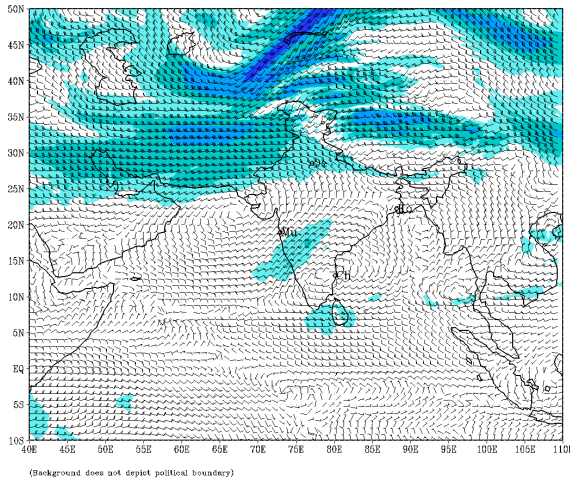 50N
45N
40N
35N
30N
25N
20N
15N
10N
5N
EQ
5S
10S
Mu
Ch
40E 45E 50E 55E 60E 65E 70E 75E 80E 85E 90E 95E 100E 105E 110E
(Background does not depict political boundary)